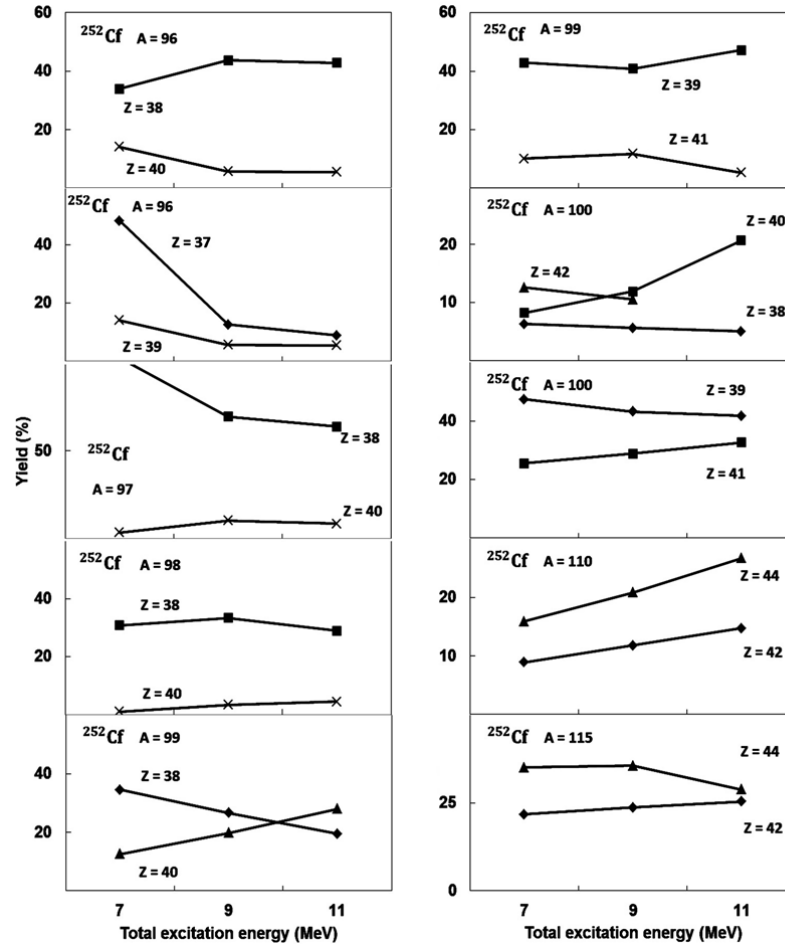 60
²⁵²Cf A = 96
40
Z = 38
20
Z = 40
²⁵²Cf A = 96
40
Z = 37
20
Z = 39
Yield (%)
50
Z = 38
²⁵²Cf
A = 97
Z = 40
²⁵²Cf A = 98
40
Z = 38
20
Z = 40
²⁵²Cf A = 99
40
Z = 38
20
Z = 40
7 9 11
Total excitation energy (MeV)
60
²⁵²Cf A = 99
40
Z = 39
20
Z = 41
0
²⁵²Cf A = 100
Z = 40
20
Z = 42
10
Z = 38
²⁵²Cf A = 100
Z = 39
40
20
Z = 41
²⁵²Cf A = 110
Z = 44
20
10
Z = 42
²⁵²Cf A = 115
Z = 44
25
Z = 42
0
7 9 11
Total excitation energy (MeV)